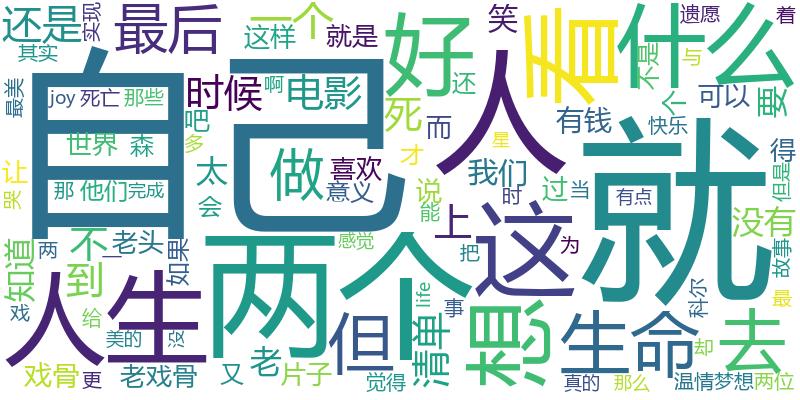 还是
实现
最后
一个
笑
什么
遗愿
着
其实
这样
就是
好
看
不是
与
最美
joy
死亡
那些
时候
啊
电影
还
人
个
可以
要
自己
死
而
有钱
快乐
世界
森
吧
多
做
喜欢
才
星
就
得
让
哭
那
他们
完成
太
会
意义
我们
说
能
过
时
当
有点
但是
上
这
没有
知道
两
不
老头
一
如果
两个
感觉
把
为
故事
到
人生
戏
给
美的
没
但
清单
life
事
想
生命
科尔
最
去
却
戏骨
更
老戏骨
又
老
片子
觉得
真的
那么
温情
梦想
两位